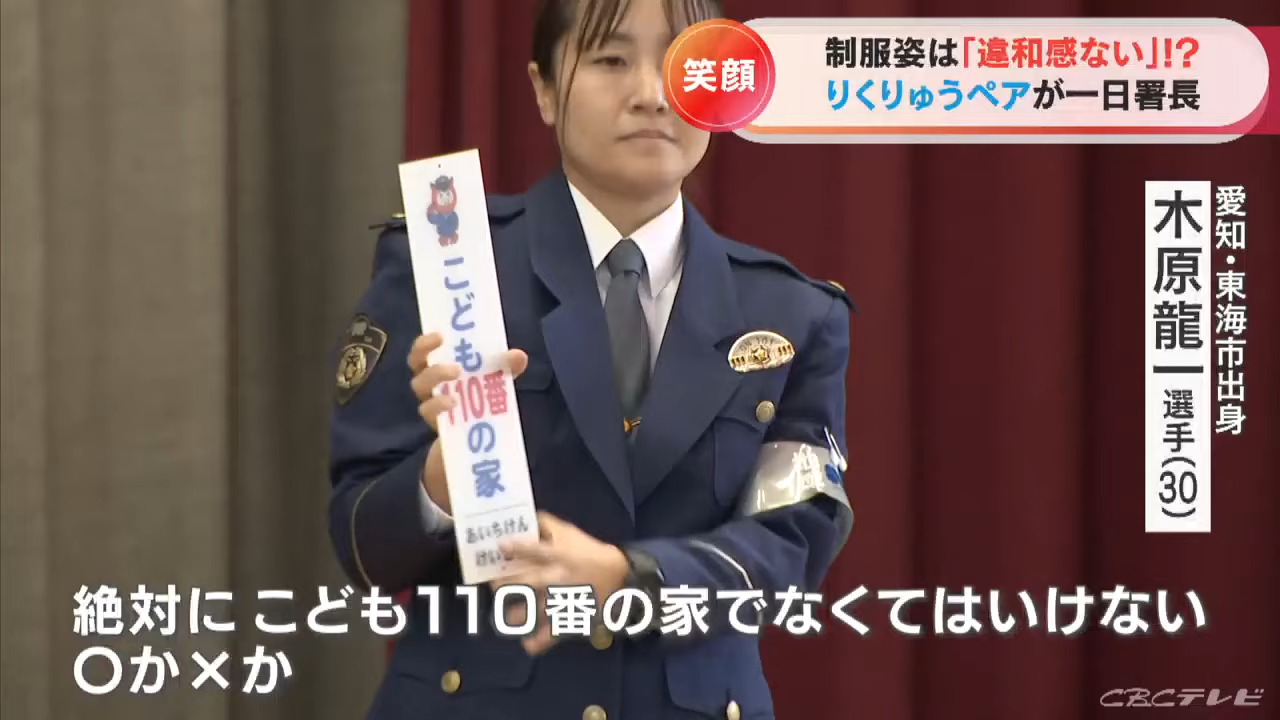 笑顔
制服姿は「違和感ない」!?
りくりゅうペアが一日署長
愛知・東海市出身
木原龍一選手(30)
こども110番の家
あいちけん
けい
絶対に こども110番の家でなくてはいけない
〇か×か
CBCテレビ